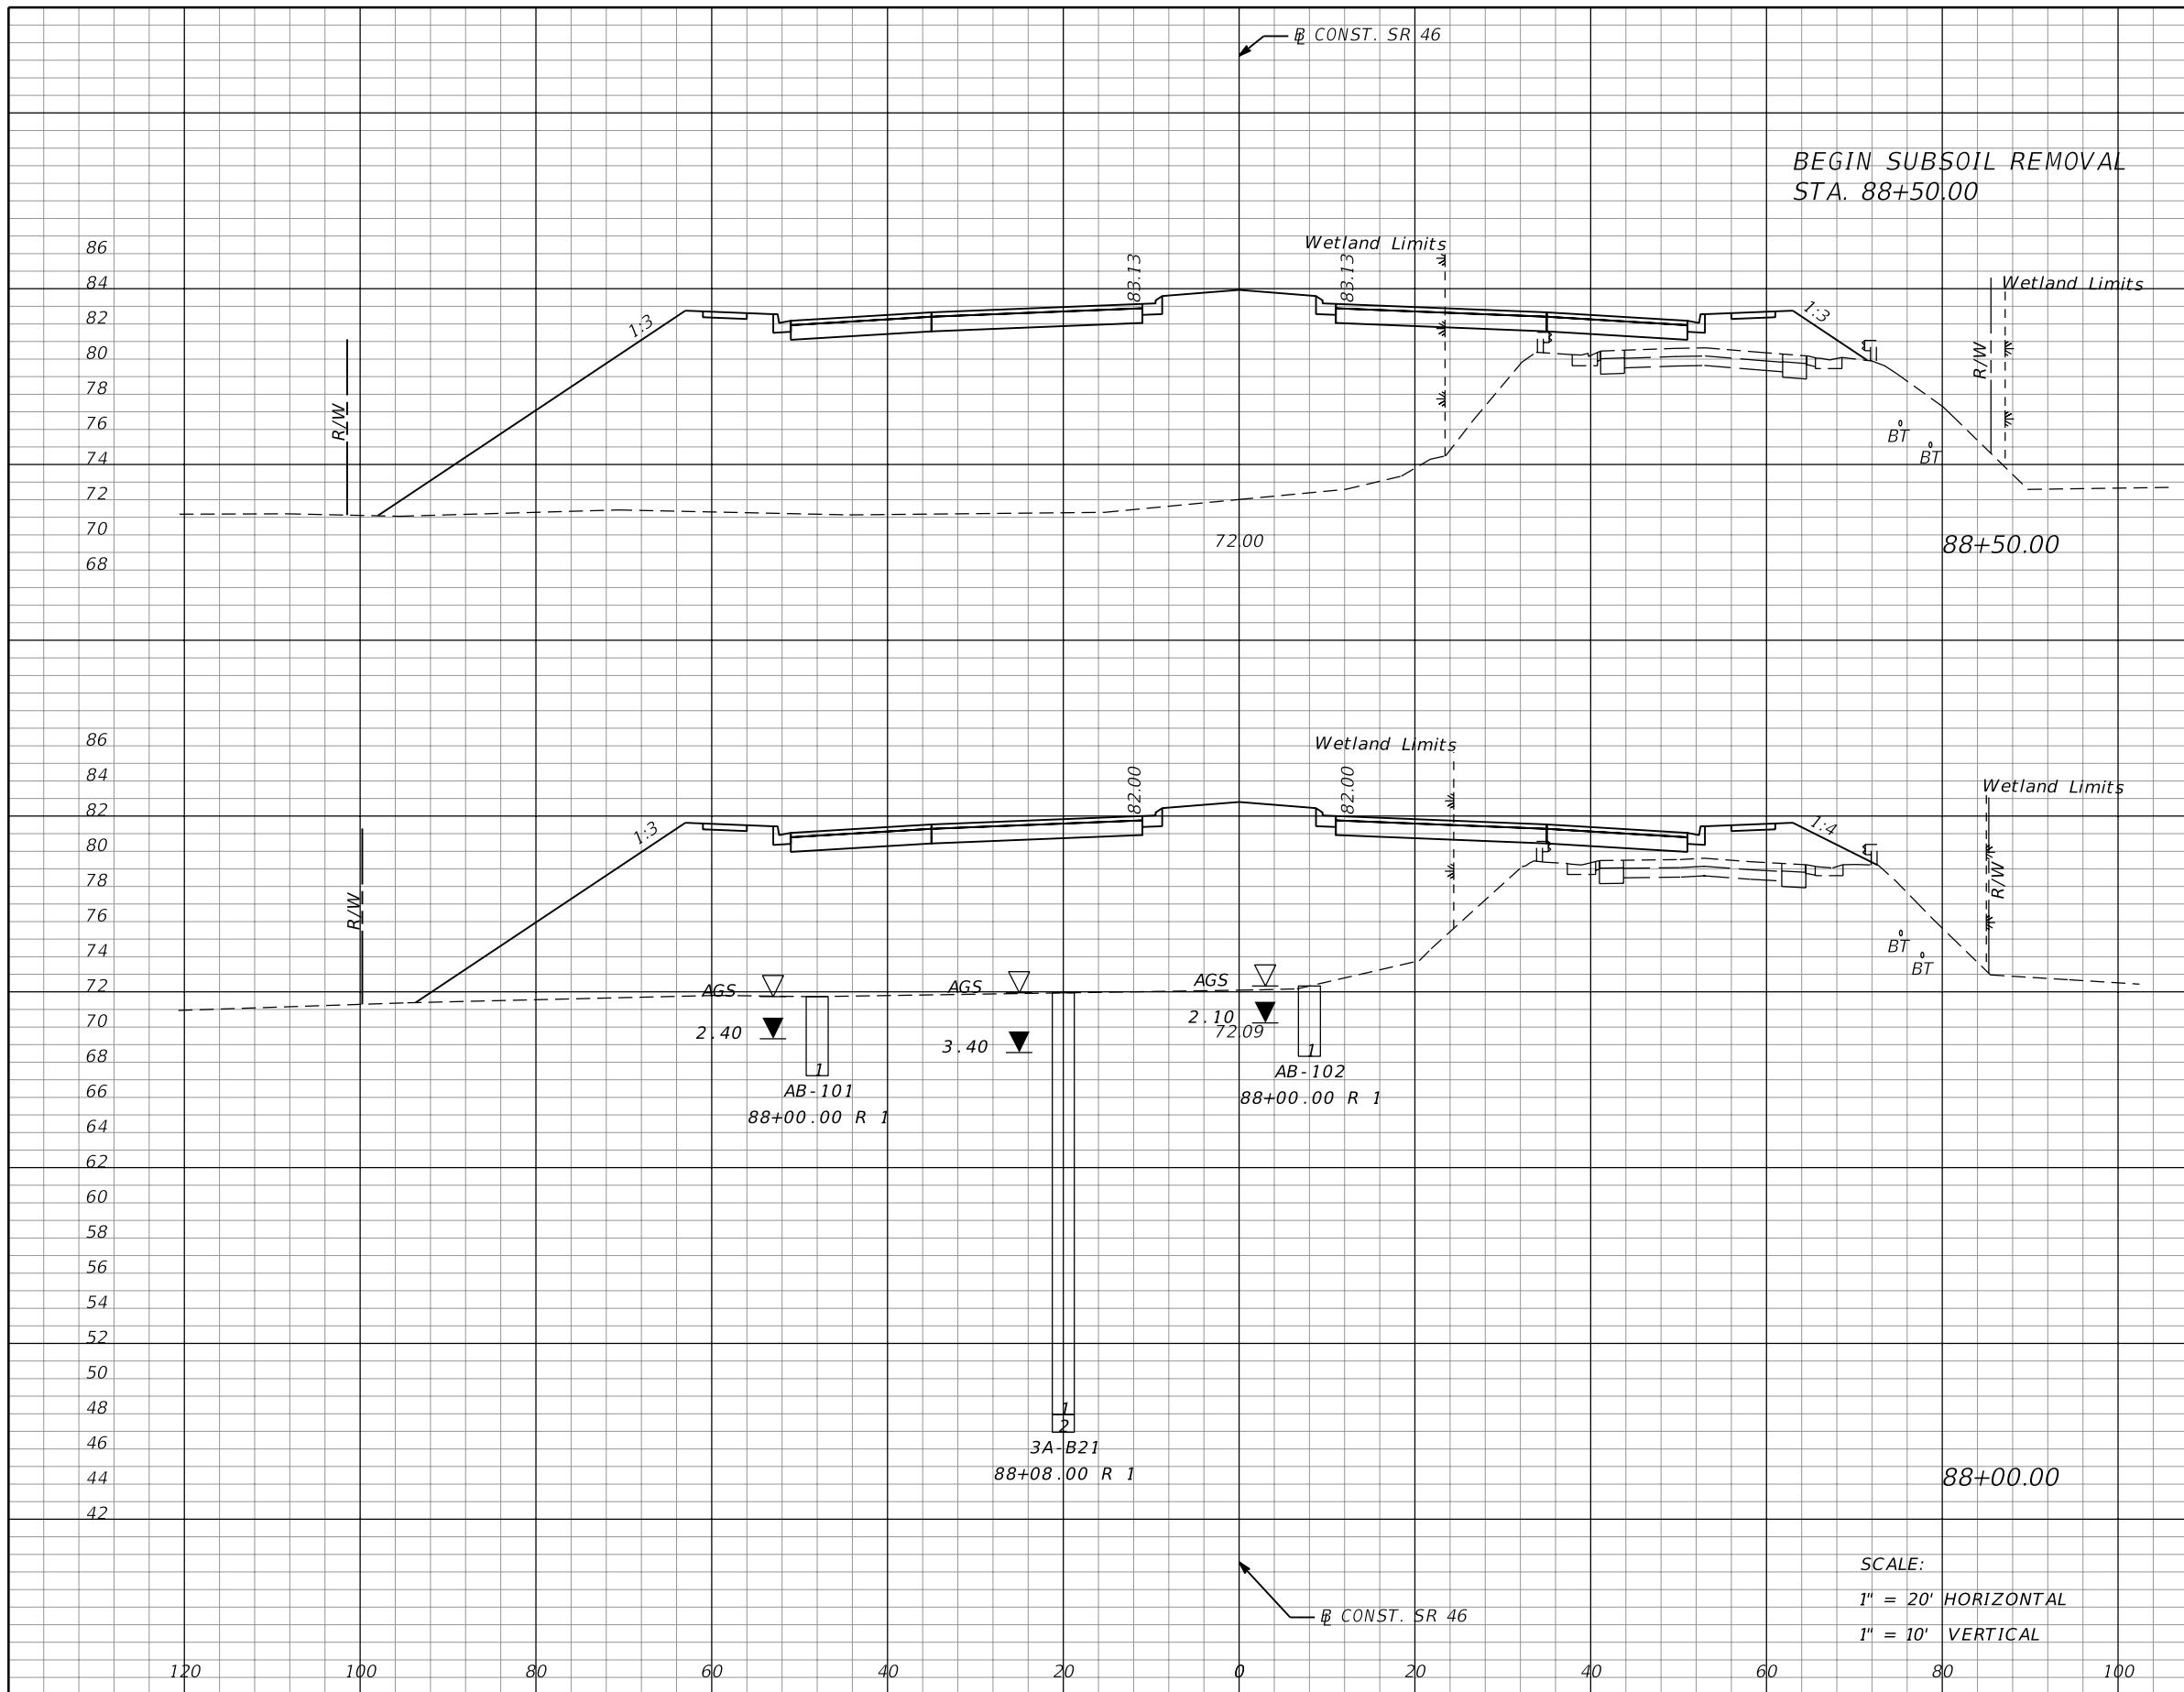 BL CONST. SR 46
BEGIN SUBSOIL REMOVAL
STA. 88+50.00
86
84
82
80
78
76
74
72
70
68
Wetland Limits
83.13
83.13
Wetland Limits
1:3
1:3
R/W
R/W
BT
BT
72.00
88+50.00
86
84
82
80
78
76
74
72
70
68
66
64
62
60
58
56
54
52
50
48
46
44
42
Wetland Limits
82.00
82.00
Wetland Limits
1:3
1:4
R/W
R/W
BT
BT
AGS
AGS
AGS
2.40
3.40
2.10
72.09
1
AB-101
88+00.00 R 1
1
AB-102
88+00.00 R 1
1
2
3A-B21
88+08.00 R 1
88+00.00
SCALE:
1" = 20' HORIZONTAL
1" = 10' VERTICAL
BL CONST. SR 46
120 100 80 60 40 20 0 20 40 60 80 100